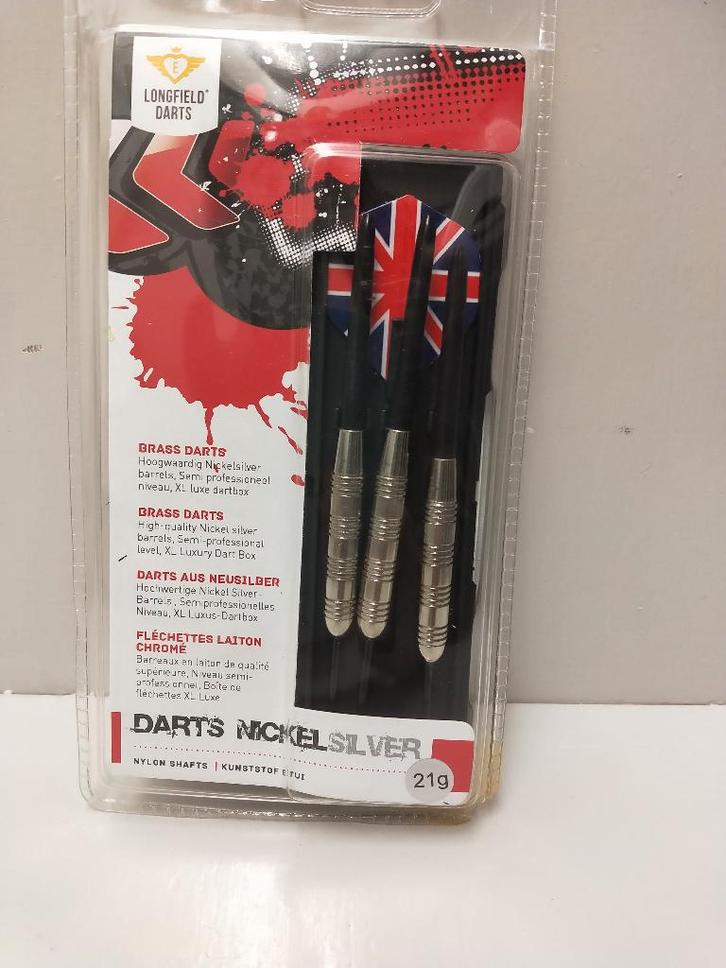 E
LONGFIELD®
DARTS
BRASS DARTS
Hoogwaardig Nickelsilver
barrels, Semi professioneel
niveau, XL luxe dartbox
BRASS DARTS
High-quality Nickel silver
barrels, Semi-professional
level, XL Luxury Dart Box
DARTS AUS NEUSILBER
Hochwertige Nickel Silver-
Barrels , Semiprofessionelles
Niveau, XL Luxus-Dartbox
FLÉCHETTES LAITON
CHROMÉ
Barreaux en laiton de qualité
supérieure, Niveau semi-
professionnel, Boîte de
fléchettes XL Luxe
DARTS NICKELSILVER
NYLON SHAFTS | KUNSTSTOF ETUI
21g